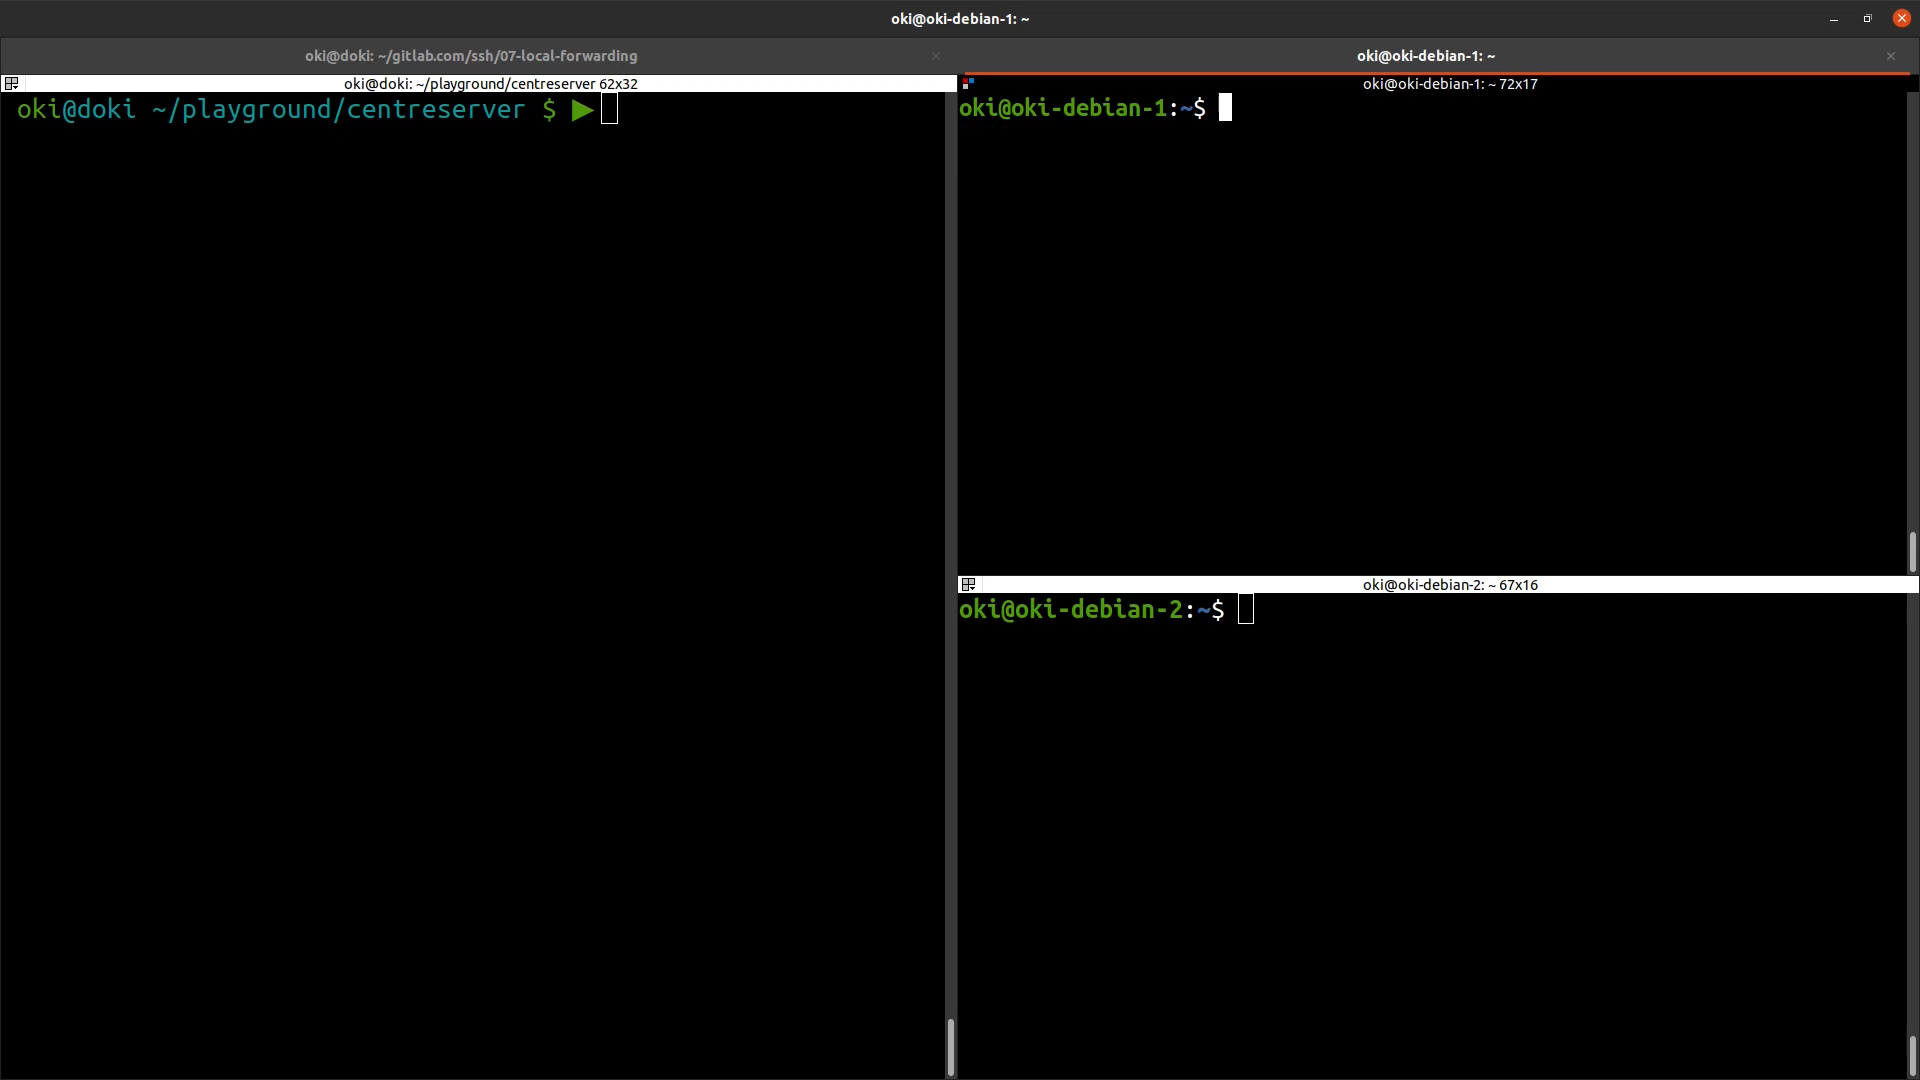 oki@oki-debian-1: ~
oki@doki: ~/gitlab.com/ssh/07-local-forwarding
oki@oki-debian-1: ~
oki@doki: ~/playground/centreserver 62x32
oki@doki ~/playground/centreserver $ ▶
oki@oki-debian-1: ~ 72x17
oki@oki-debian-1:~$
oki@oki-debian-2: ~ 67x16
oki@oki-debian-2:~$